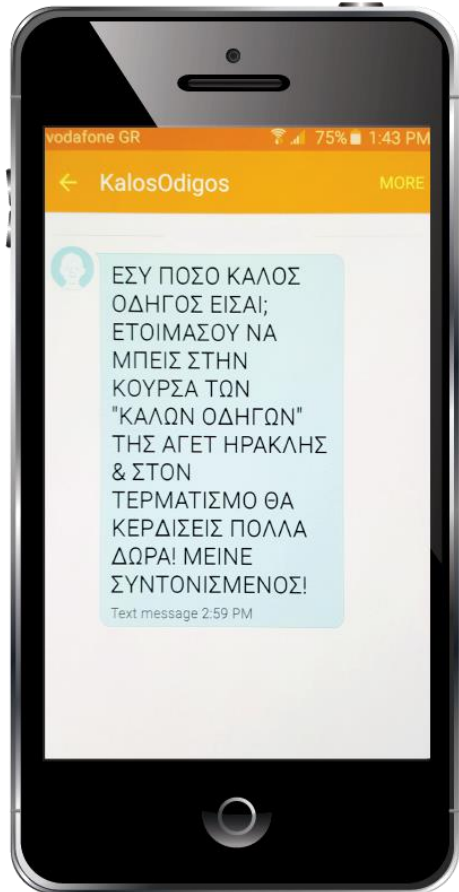 vodafone GR 75% 1:43 PM
KalosOdigos MORE
ΕΣΥ ΠΟΣΟ ΚΑΛΟΣ
ΟΔΗΓΟΣ ΕΙΣΑΙ;
ΕΤΟΙΜΑΣΟΥ ΝΑ
ΜΠΕΙΣ ΣΤΗΝ
ΚΟΥΡΣΑ ΤΩΝ
"ΚΑΛΩΝ ΟΔΗΓΩΝ"
ΤΗΣ ΑΓΕΤ ΗΡΑΚΛΗΣ
& ΣΤΟΝ
ΤΕΡΜΑΤΙΣΜΟ ΘΑ
ΚΕΡΔΙΣΕΙΣ ΠΟΛΛΑ
ΔΩΡΑ! ΜΕΙΝΕ
ΣΥΝΤΟΝΙΣΜΕΝΟΣ!
Text message 2:59 PM